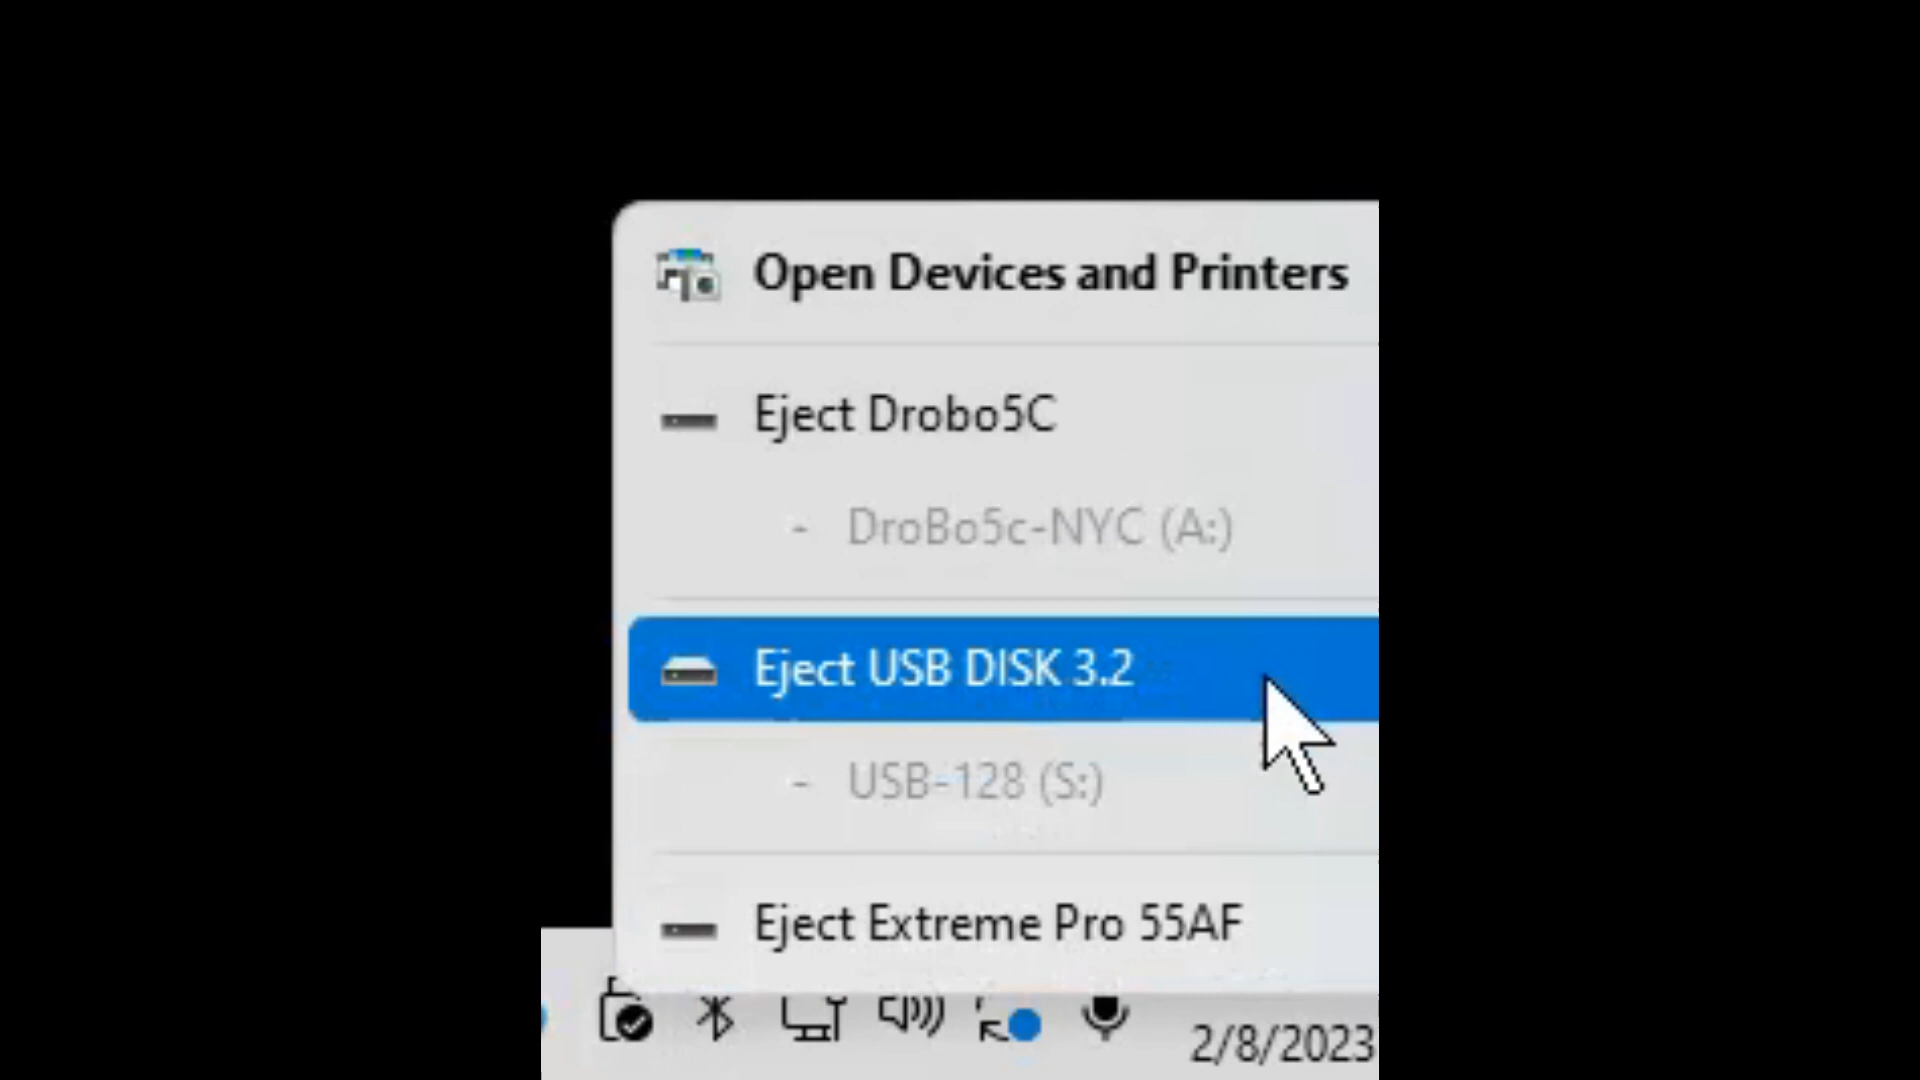 Open Devices and Printers
Eject Drobo5C
- DroBo5c-NYC (A:)
Eject USB DISK 3.2
- USB-128 (S:)
Eject Extreme Pro 55AF
2/8/2023